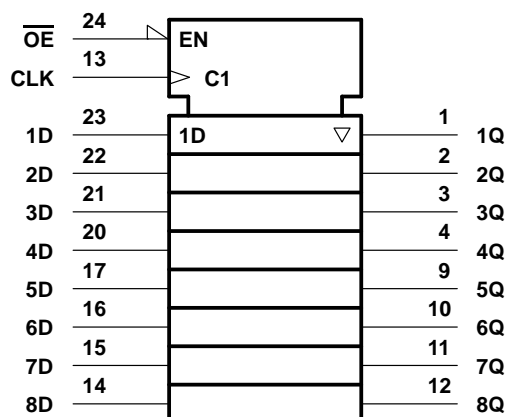 OE 24 EN
CLK 13 C1
1D 23 1D 1 1Q
2D 22 2 2Q
3D 21 3 3Q
4D 20 4 4Q
5D 17 9 5Q
6D 16 10 6Q
7D 15 11 7Q
8D 14 12 8Q